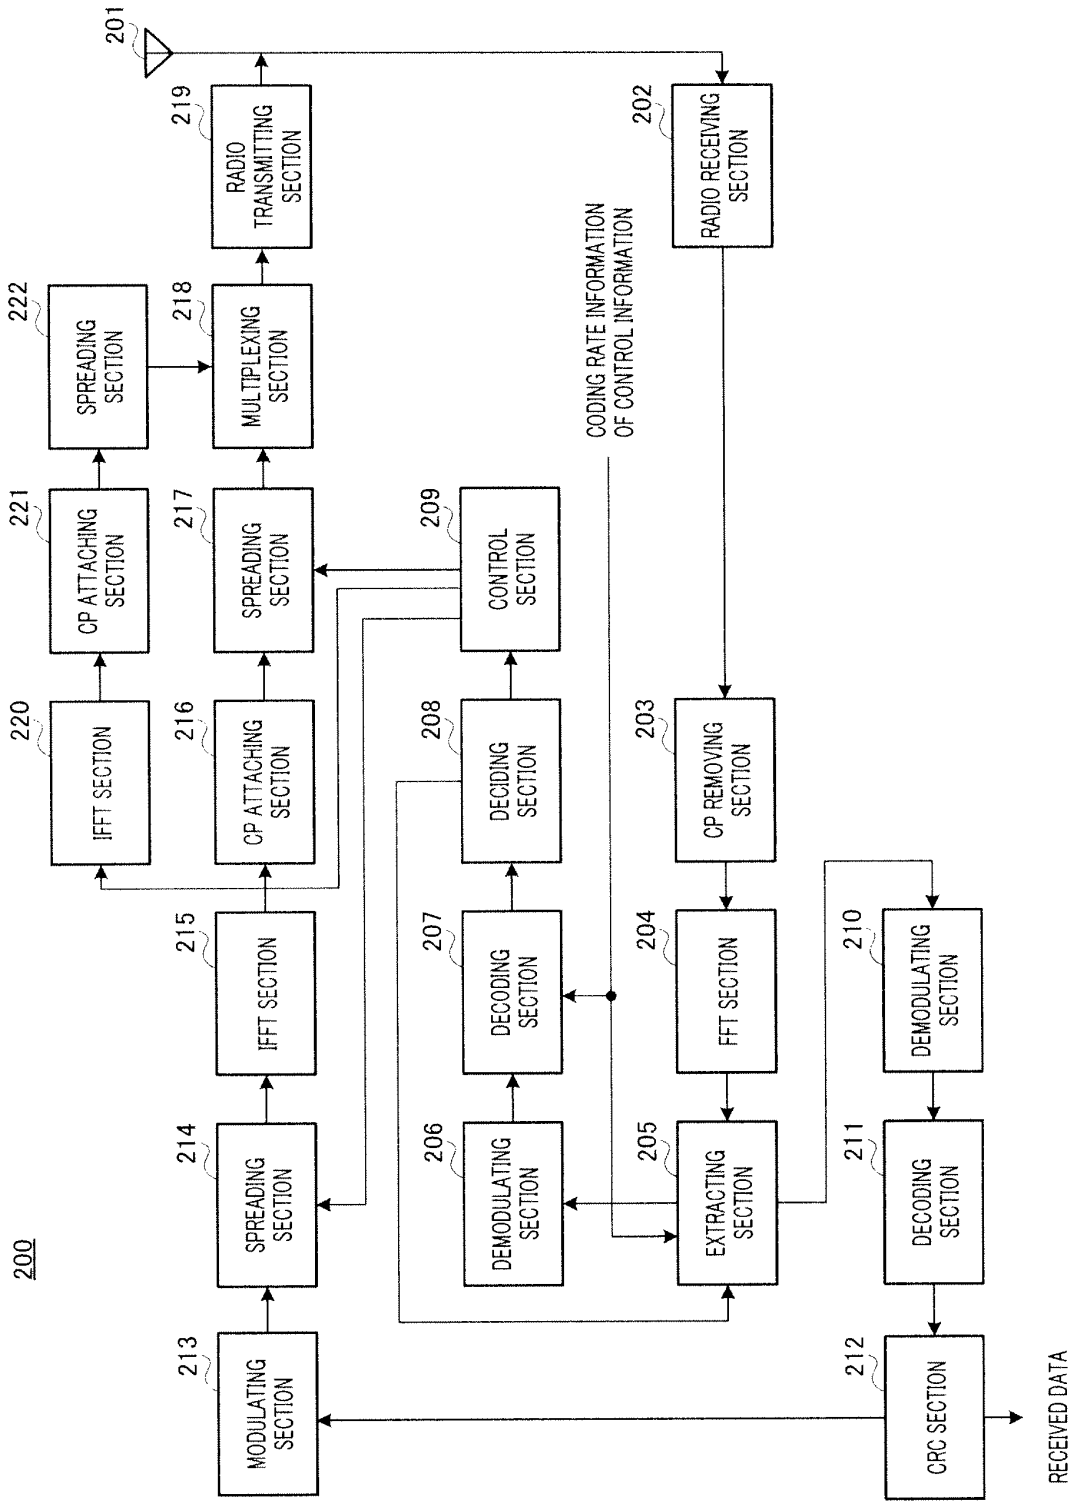 200
201
RADIO
TRANSMITTING
SECTION
219
MULTIPLEXING
SECTION
218
SPREADING
SECTION
222
SPREADING
SECTION
217
CP ATTACHING
SECTION
221
CP ATTACHING
SECTION
216
IFFT SECTION
220
IFFT SECTION
215
SPREADING
SECTION
214
MODULATING
SECTION
213
CONTROL
SECTION
209
DECIDING
SECTION
208
DECODING
SECTION
207
DEMODULATING
SECTION
206
CODING RATE INFORMATION
OF CONTROL INFORMATION
RADIO RECEIVING
SECTION
202
CP REMOVING
SECTION
203
FFT SECTION
204
EXTRACTING
SECTION
205
DEMODULATING
SECTION
210
DECODING
SECTION
211
CRC SECTION
212
RECEIVED DATA